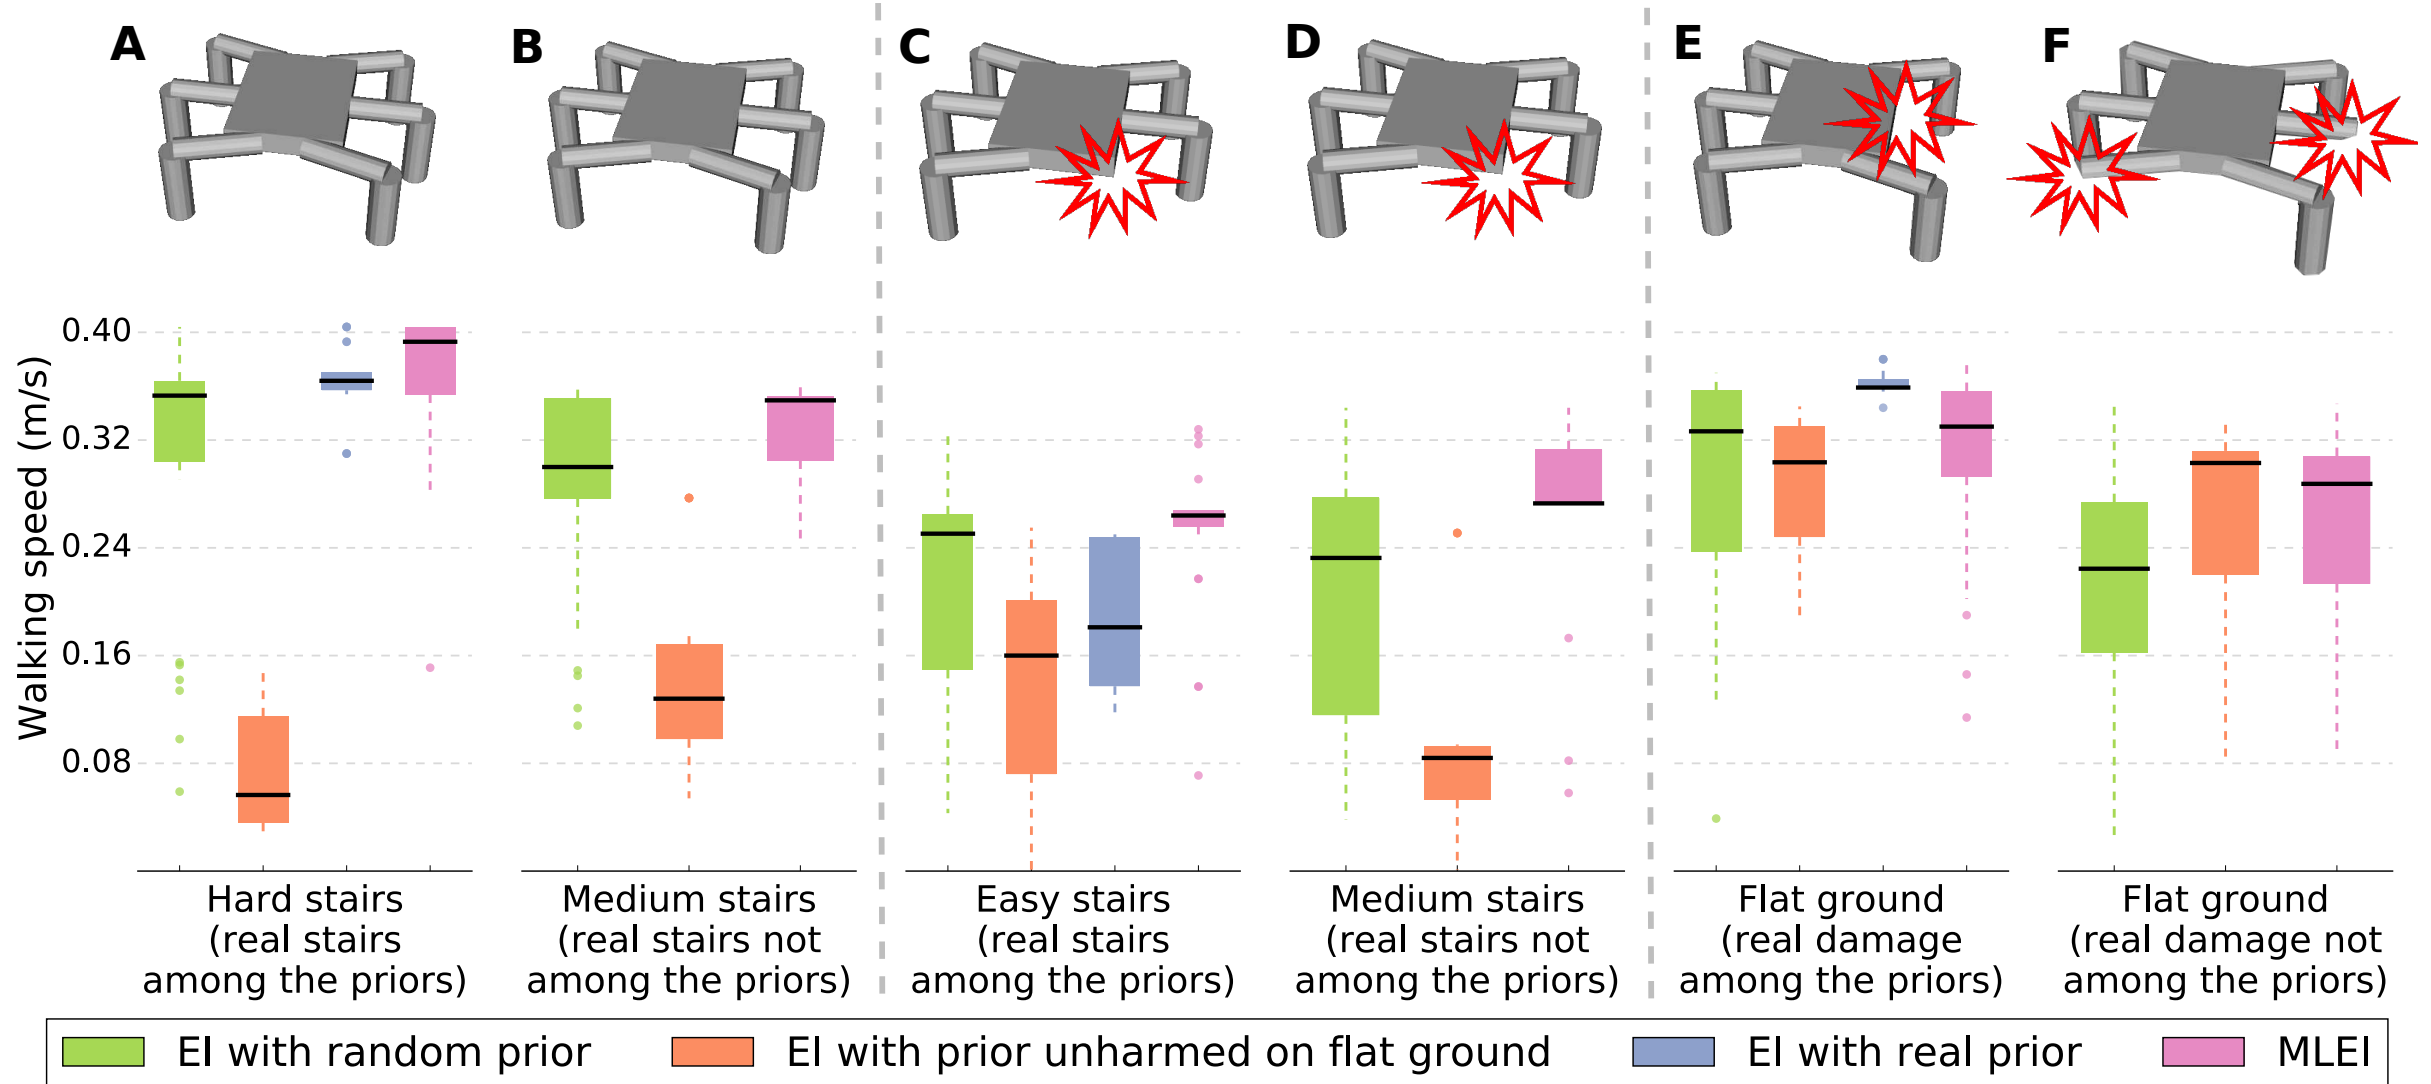 A B C D E F
Walking speed (m/s)
0.40
0.32
0.24
0.16
0.08
Hard stairs
(real stairs
among the priors)
Medium stairs
(real stairs not
among the priors)
Easy stairs
(real stairs
among the priors)
Medium stairs
(real stairs not
among the priors)
Flat ground
(real damage
among the priors)
Flat ground
(real damage not
among the priors)
EI with random prior
EI with prior unharmed on flat ground
EI with real prior
MLEI